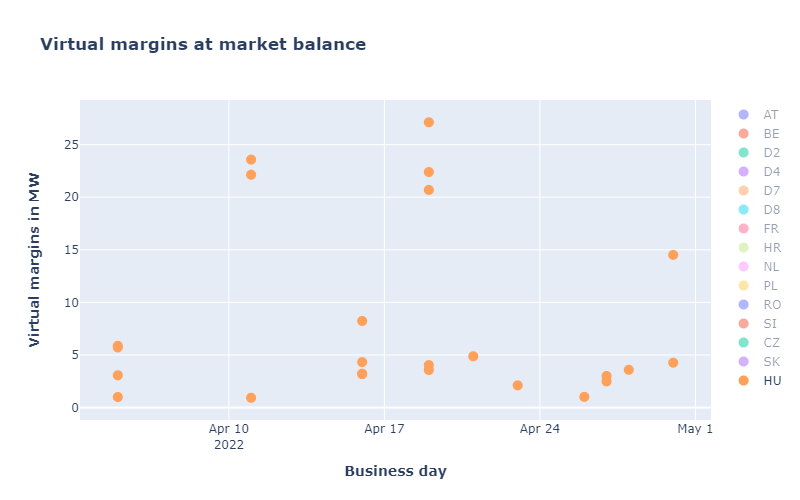 Virtual margins at market balance
Virtual margins in MW
25
20
15
10
5
0
Apr 10
2022
Apr 17
Apr 24
May 1
Business day
AT
BE
D2
D4
D7
D8
FR
HR
NL
PL
RO
SI
CZ
SK
HU